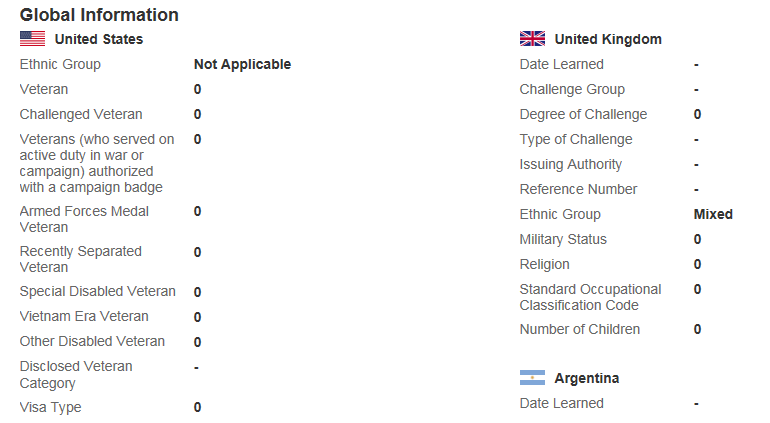 Global Information
United States
Ethnic Group Not Applicable
Veteran 0
Challenged Veteran 0
Veterans (who served on 0
active duty in war or
campaign) authorized
with a campaign badge
Armed Forces Medal 0
Veteran
Recently Separated 0
Veteran
Special Disabled Veteran 0
Vietnam Era Veteran 0
Other Disabled Veteran 0
Disclosed Veteran -
Category
Visa Type 0
United Kingdom
Date Learned -
Challenge Group -
Degree of Challenge 0
Type of Challenge -
Issuing Authority -
Reference Number -
Ethnic Group Mixed
Military Status 0
Religion 0
Standard Occupational 0
Classification Code
Number of Children 0
Argentina
Date Learned -